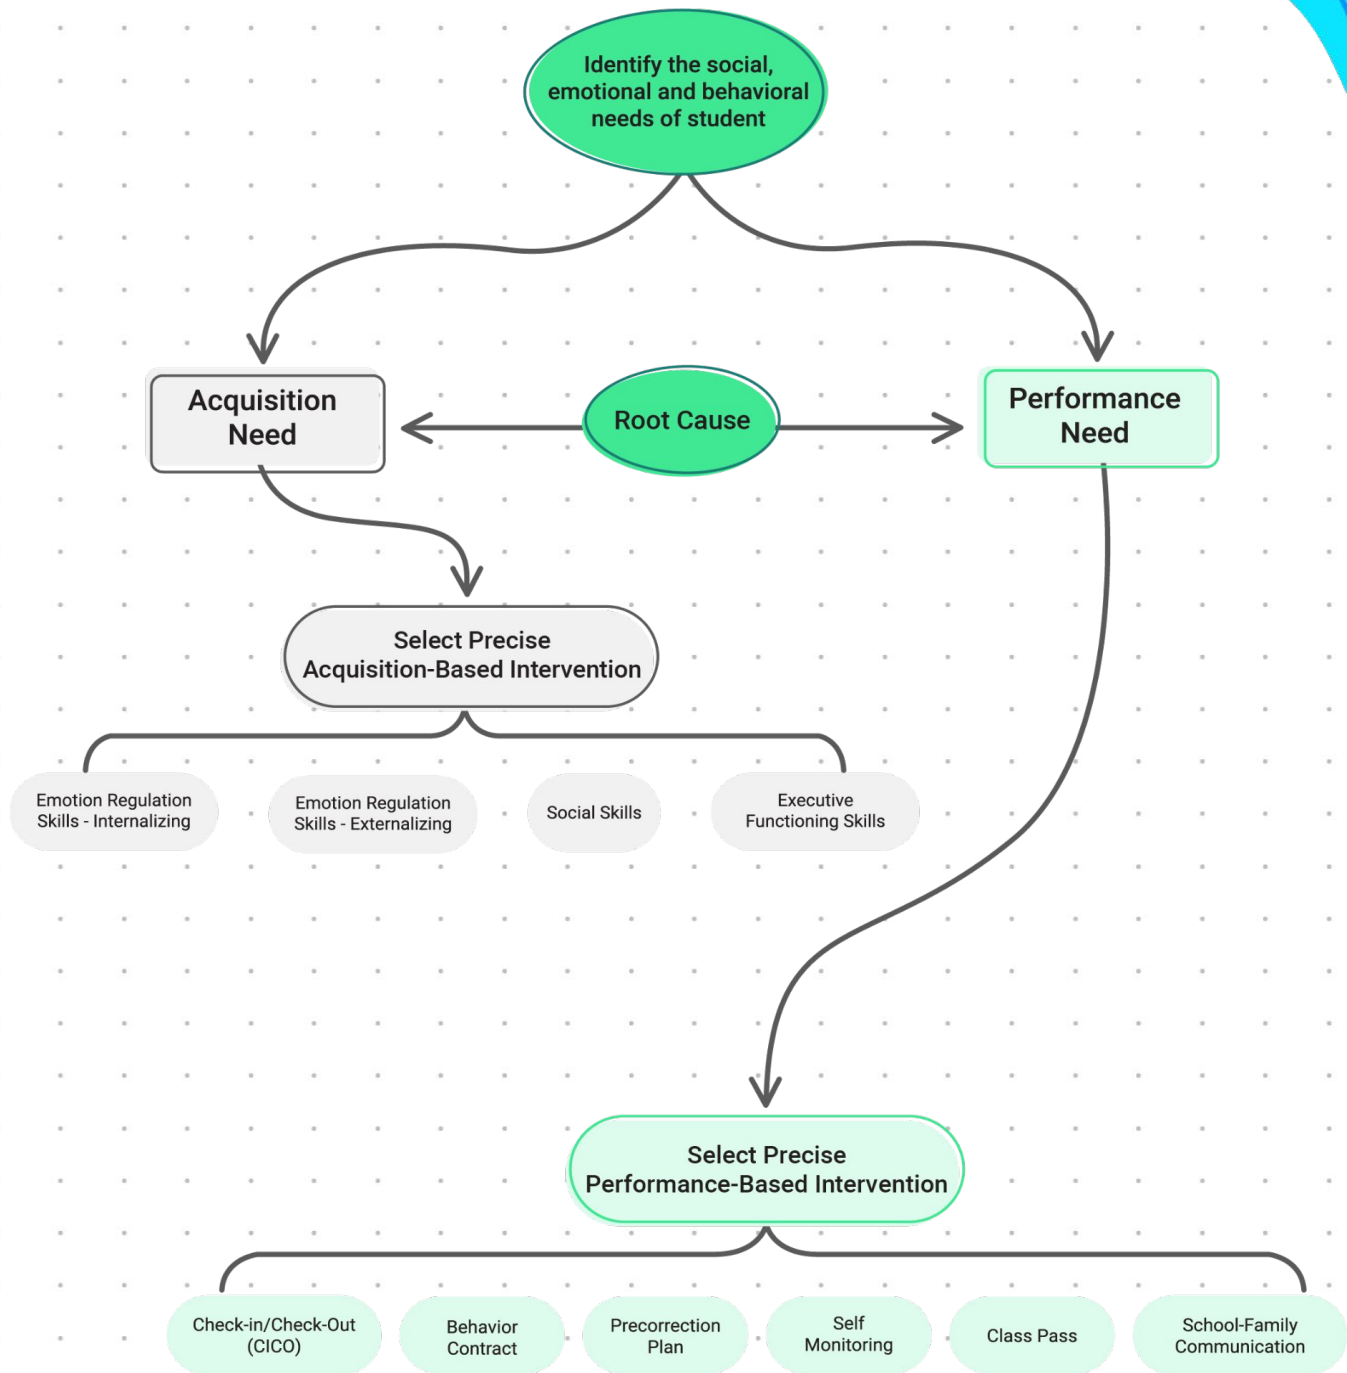 Identify the social,
emotional and behavioral
needs of student
Acquisition
Need
Root Cause
Performance
Need
Select Precise
Acquisition-Based Intervention
Emotion Regulation
Skills - Internalizing
Emotion Regulation
Skills - Externalizing
Social Skills
Executive
Functioning Skills
Select Precise
Performance-Based Intervention
Check-in/Check-Out
(CICO)
Behavior
Contract
Precorrection
Plan
Self
Monitoring
Class Pass
School-Family
Communication